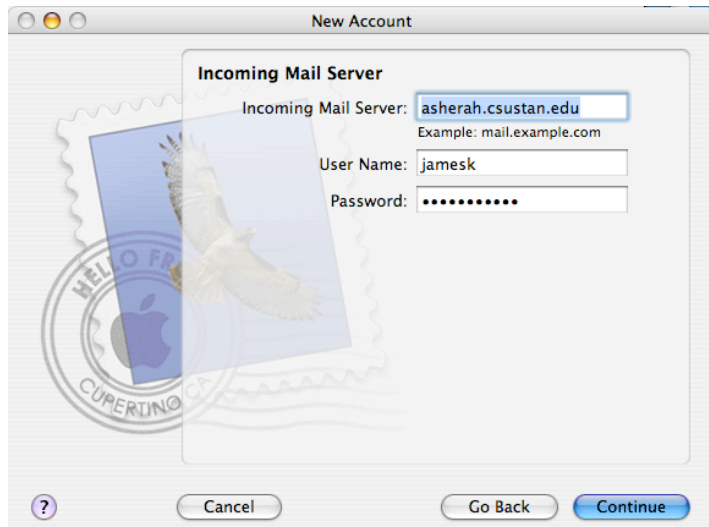 New Account
Incoming Mail Server
Incoming Mail Server: asherah.csustan.edu
Example: mail.example.com
User Name: jamesk
Password: •••••••••••
HELLO FR
CUPERTINO CA
? Cancel Go Back Continue